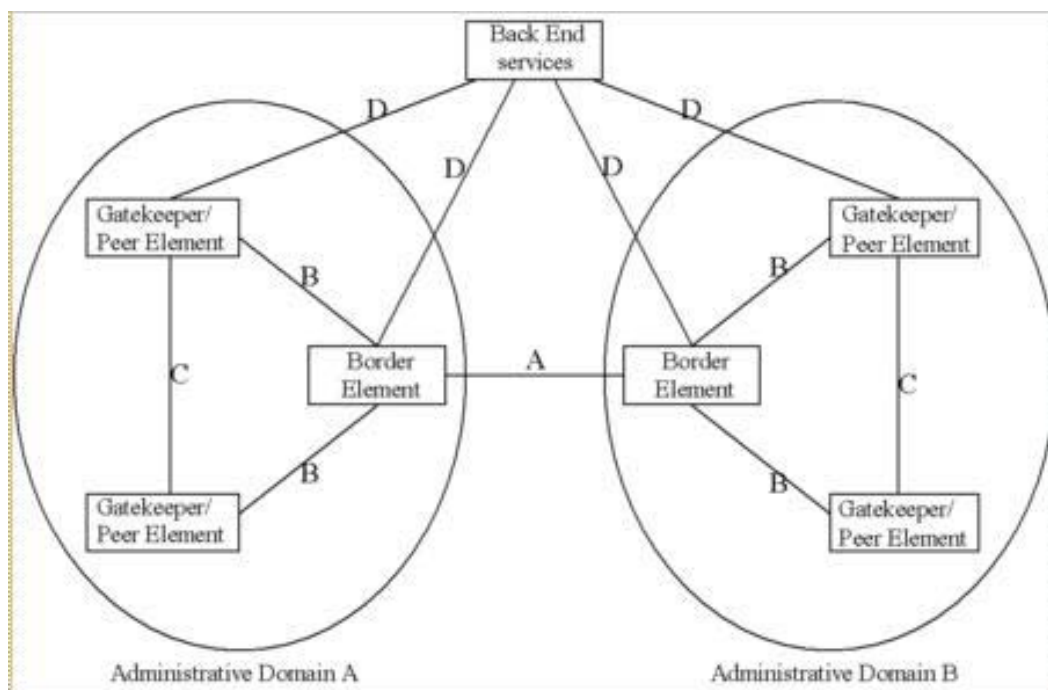 Back End
services
D
D
D
D
Gatekeeper/
Peer Element
Gatekeeper/
Peer Element
B
B
Border
Element
A
Border
Element
C
C
B
B
Gatekeeper/
Peer Element
Gatekeeper/
Peer Element
Administrative Domain A
Administrative Domain B